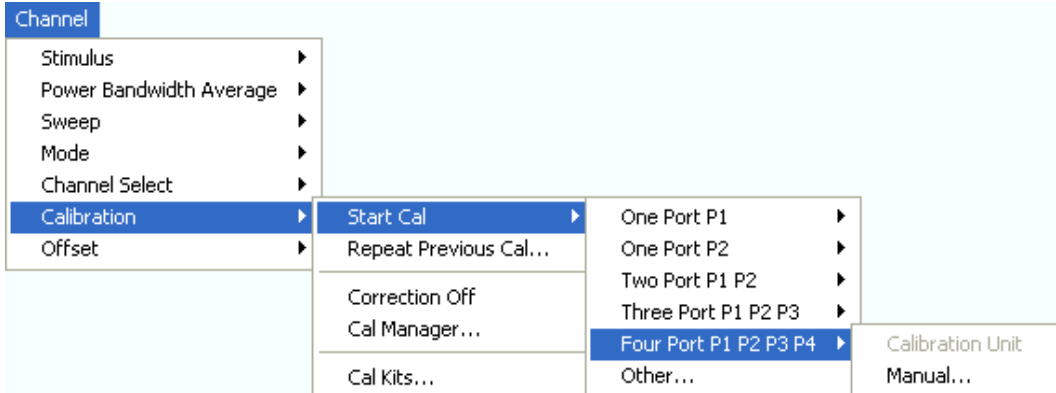 Channel
Stimulus
Power Bandwidth Average
Sweep
Mode
Channel Select
Calibration
Offset
Start Cal
Repeat Previous Cal...
Correction Off
Cal Manager...
Cal Kits...
One Port P1
One Port P2
Two Port P1 P2
Three Port P1 P2 P3
Four Port P1 P2 P3 P4
Other...
Calibration Unit
Manual...